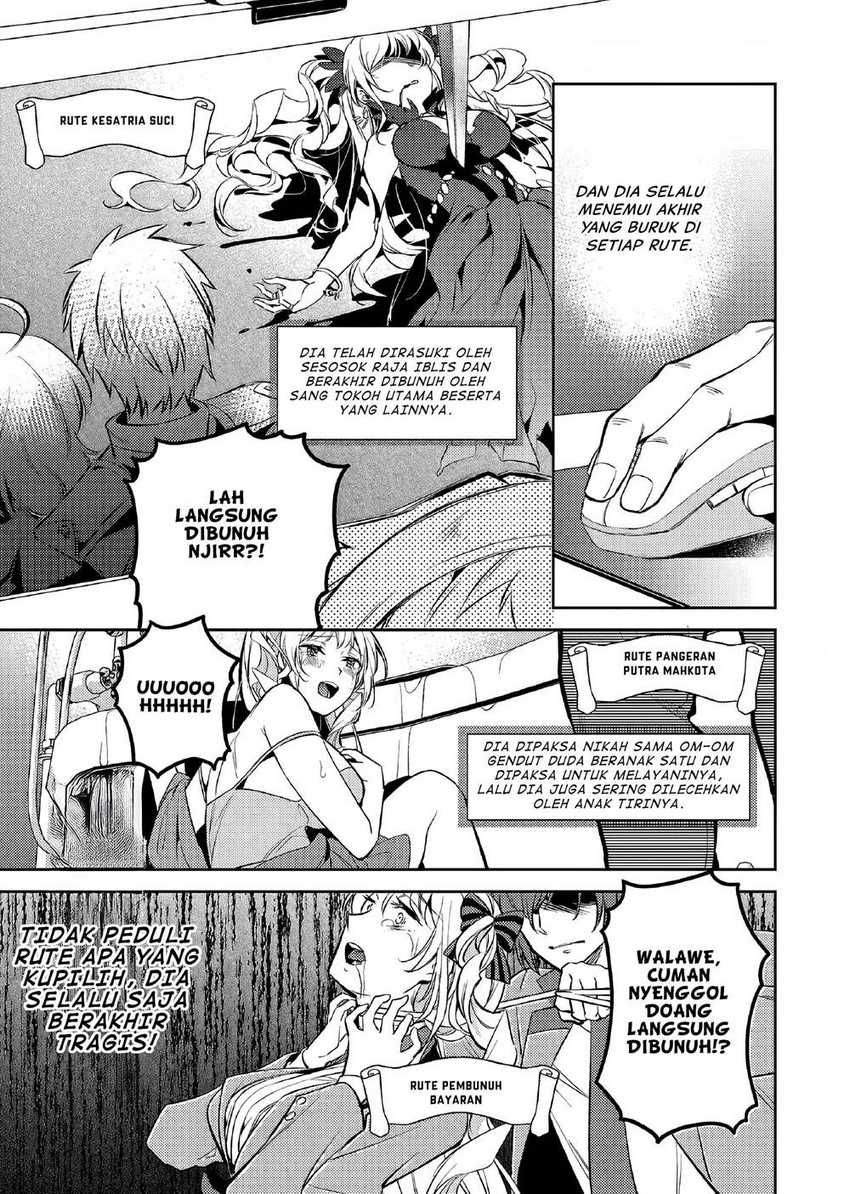 DAN DIA SELALU
MENEMUI AKHIR
YANG BURUK DI
SETIAP RUTE.
RUTE KESATRIA SUCI
DIA TELAH DIRASUKI OLEH
SESOSOK RAJA IBLIS DAN
BERAKHIR DIBUNUH OLEH
SANG TOKOH UTAMA BESERTA
YANG LAINNYA.
LAH
LANGSUNG
DIBUNUH
NJIRR?!
RUTE PANGERAN
PUTRA MAHKOTA
DIA DIPAKSA NIKAH SAMA OM-OM
GENDUT DUDA BERANAK SATU DAN
DIPAKSA UNTUK MELAYANINYA,
LALU DIA JUGA SERING DILECEHKAN
OLEH ANAK TIRINYA.
UUUOOO
HHHHH!
WALAWE,
CUMAN
NYENGGOL
DOANG
LANGSUNG
DIBUNUH!?
RUTE PEMBUNUH
BAYARAN
TIDAK PEDULI
RUTE APA YANG
KUPILIH, DIA
SELALU SAJA
BERAKHIR
TRAGIS!